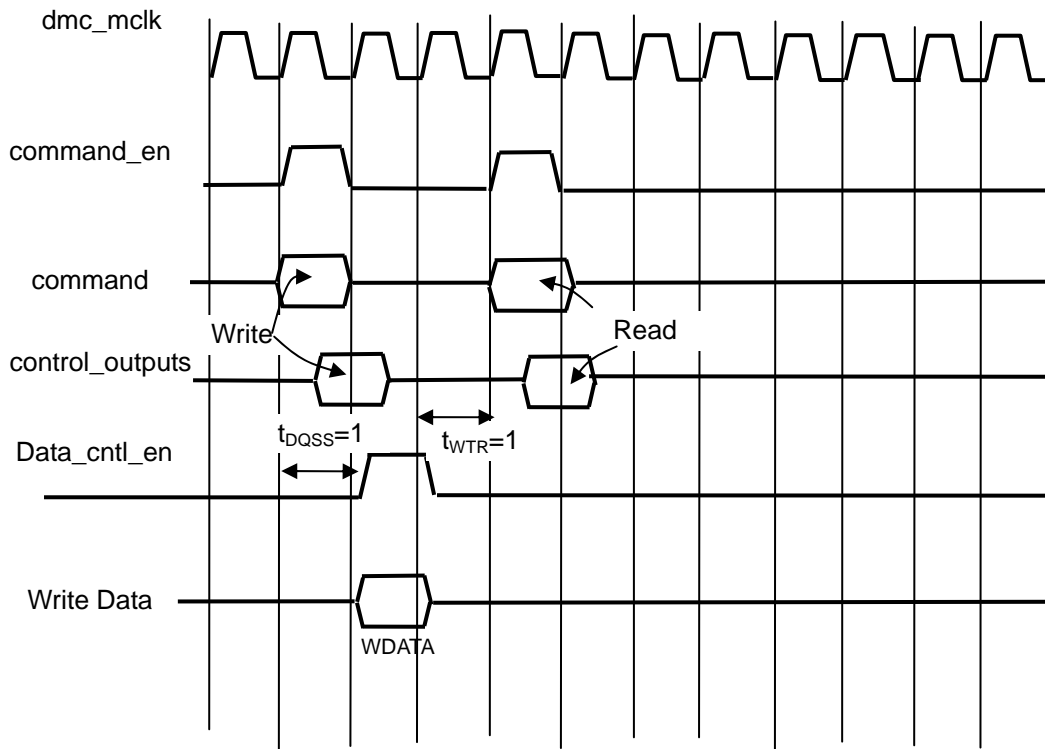 dmc_mclk
command_en
command
Write
Read
control_outputs
tDQSS=1
tWTR=1
Data_cntl_en
Write Data
WDATA